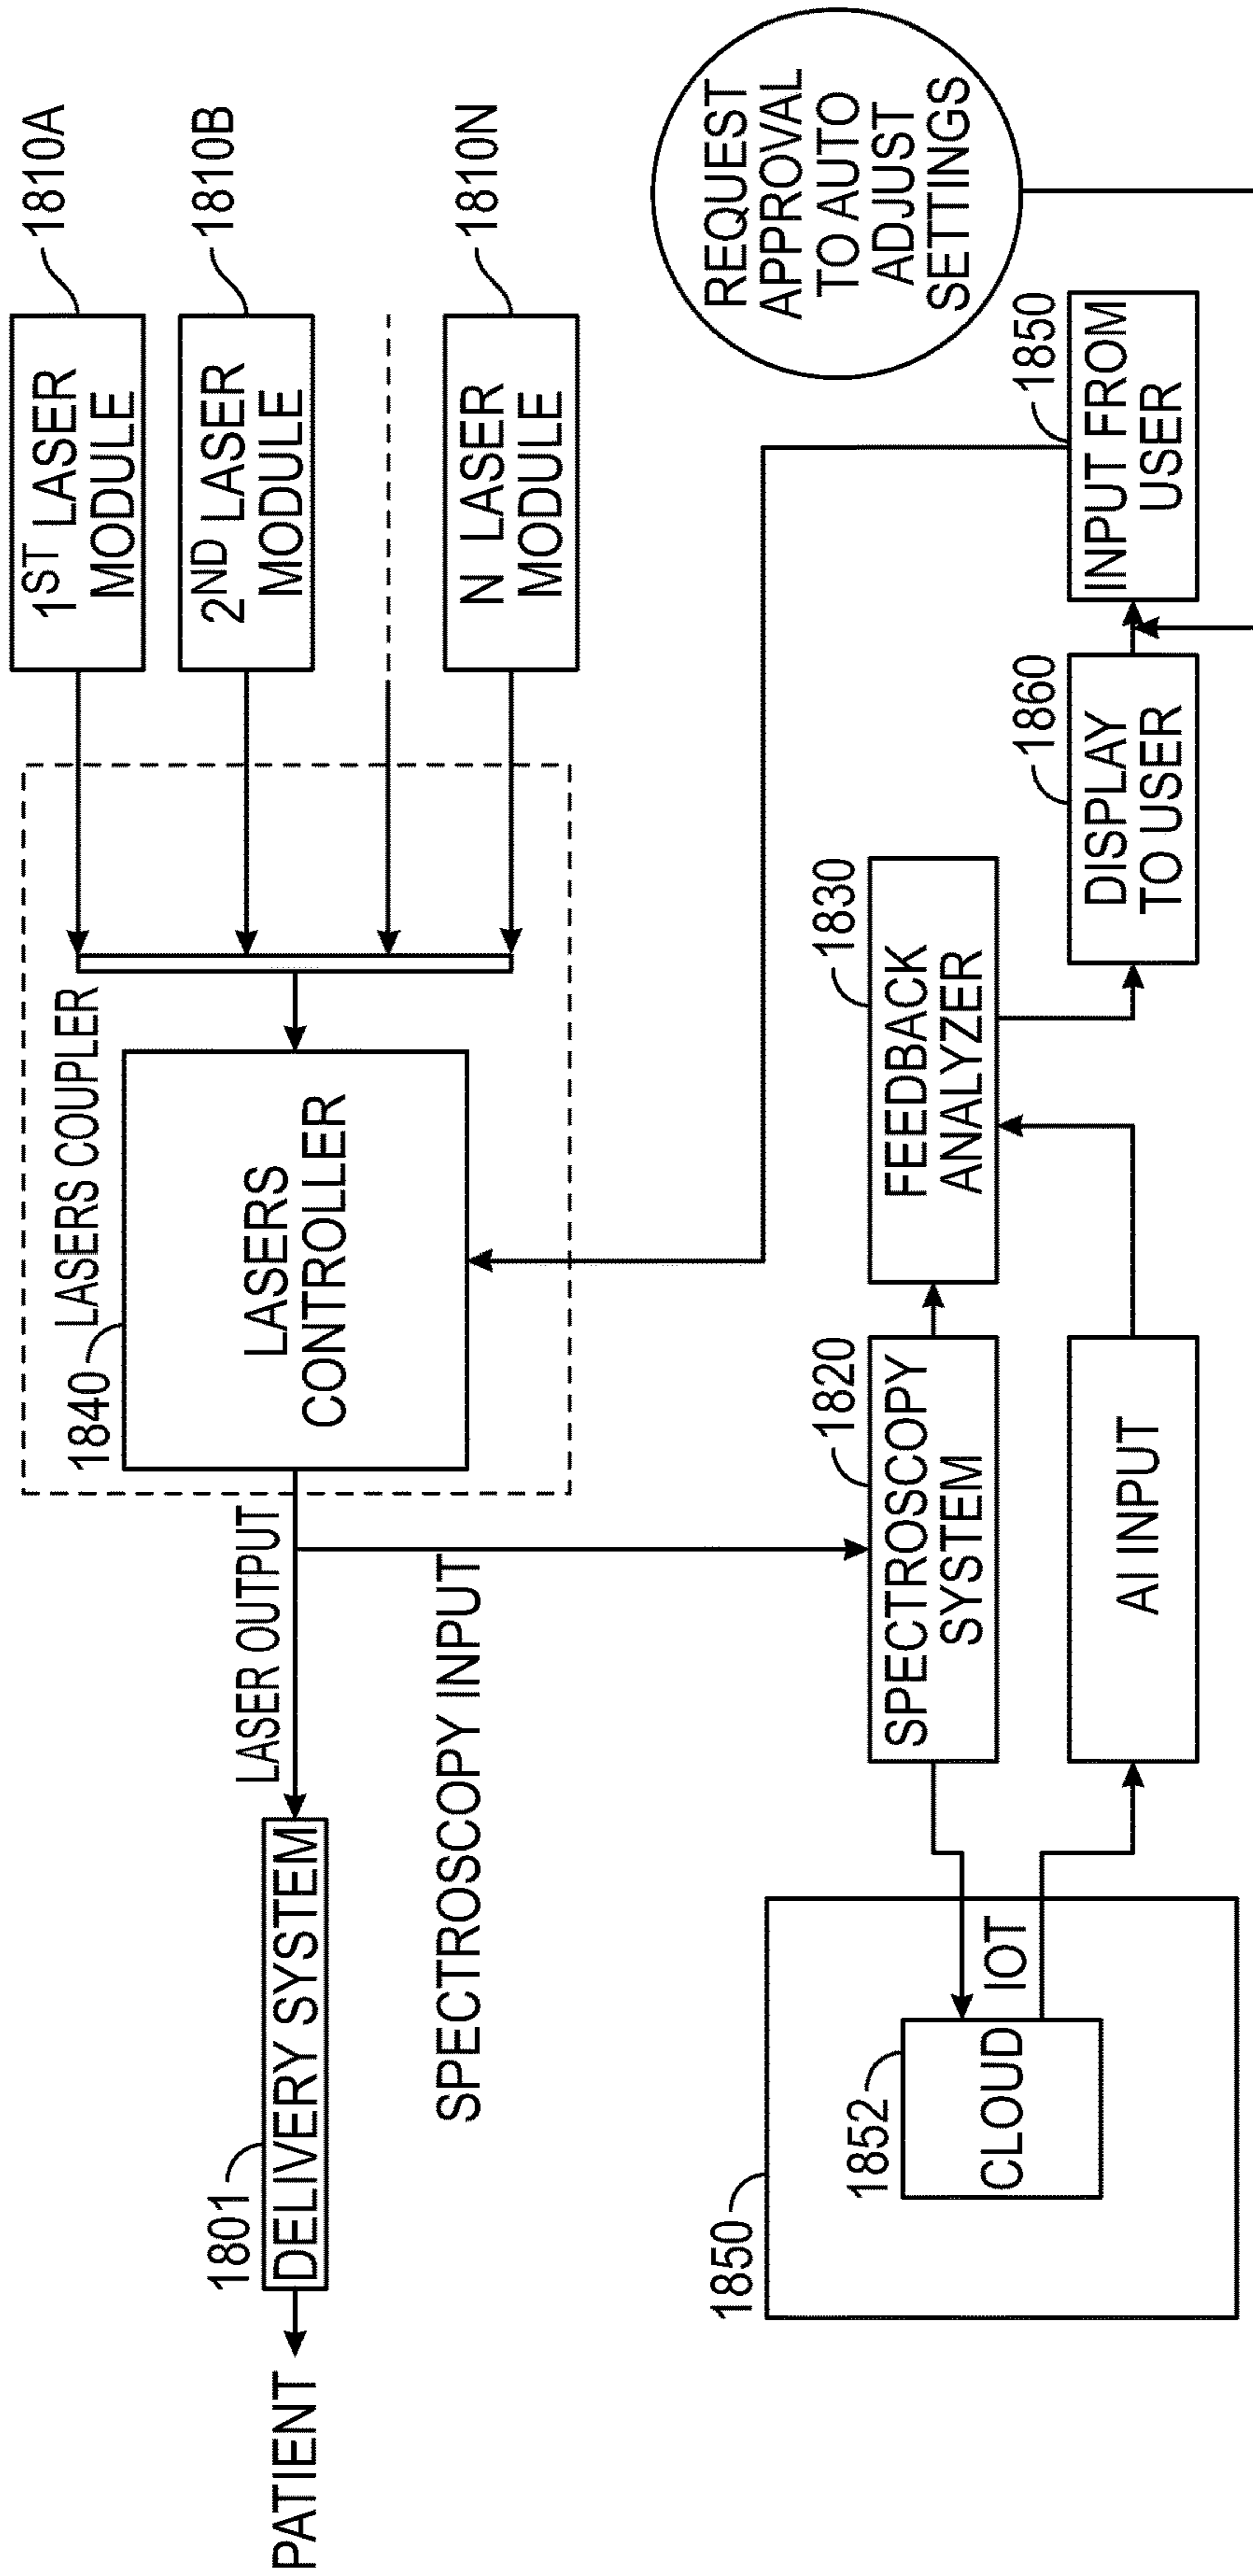 PATIENT
1801
DELIVERY SYSTEM
LASER OUTPUT
SPECTROSCOPY INPUT
1840
LASERS COUPLER
LASERS
CONTROLLER
1ST LASER
MODULE
1810A
2ND LASER
MODULE
1810B
N LASER
MODULE
1810N
1850
1852
CLOUD
IOT
1820
SPECTROSCOPY
SYSTEM
AI INPUT
1830
FEEDBACK
ANALYZER
1860
DISPLAY
TO USER
1850
INPUT FROM
USER
REQUEST
APPROVAL
TO AUTO
ADJUST
SETTINGS